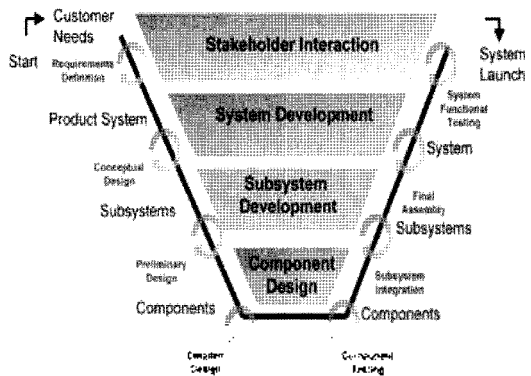 Customer
Needs
Start
Requirements
Definition
Stakeholder Interaction
System
Launch
Product System
System Development
System
Functional
Testing
System
Conceptual
Design
Subsystem
Development
Final
Assembly
Subsystems
Subsystems
Preliminary
Design
Component
Design
Subsystem
Integration
Components
Components
Design
Component
Testing